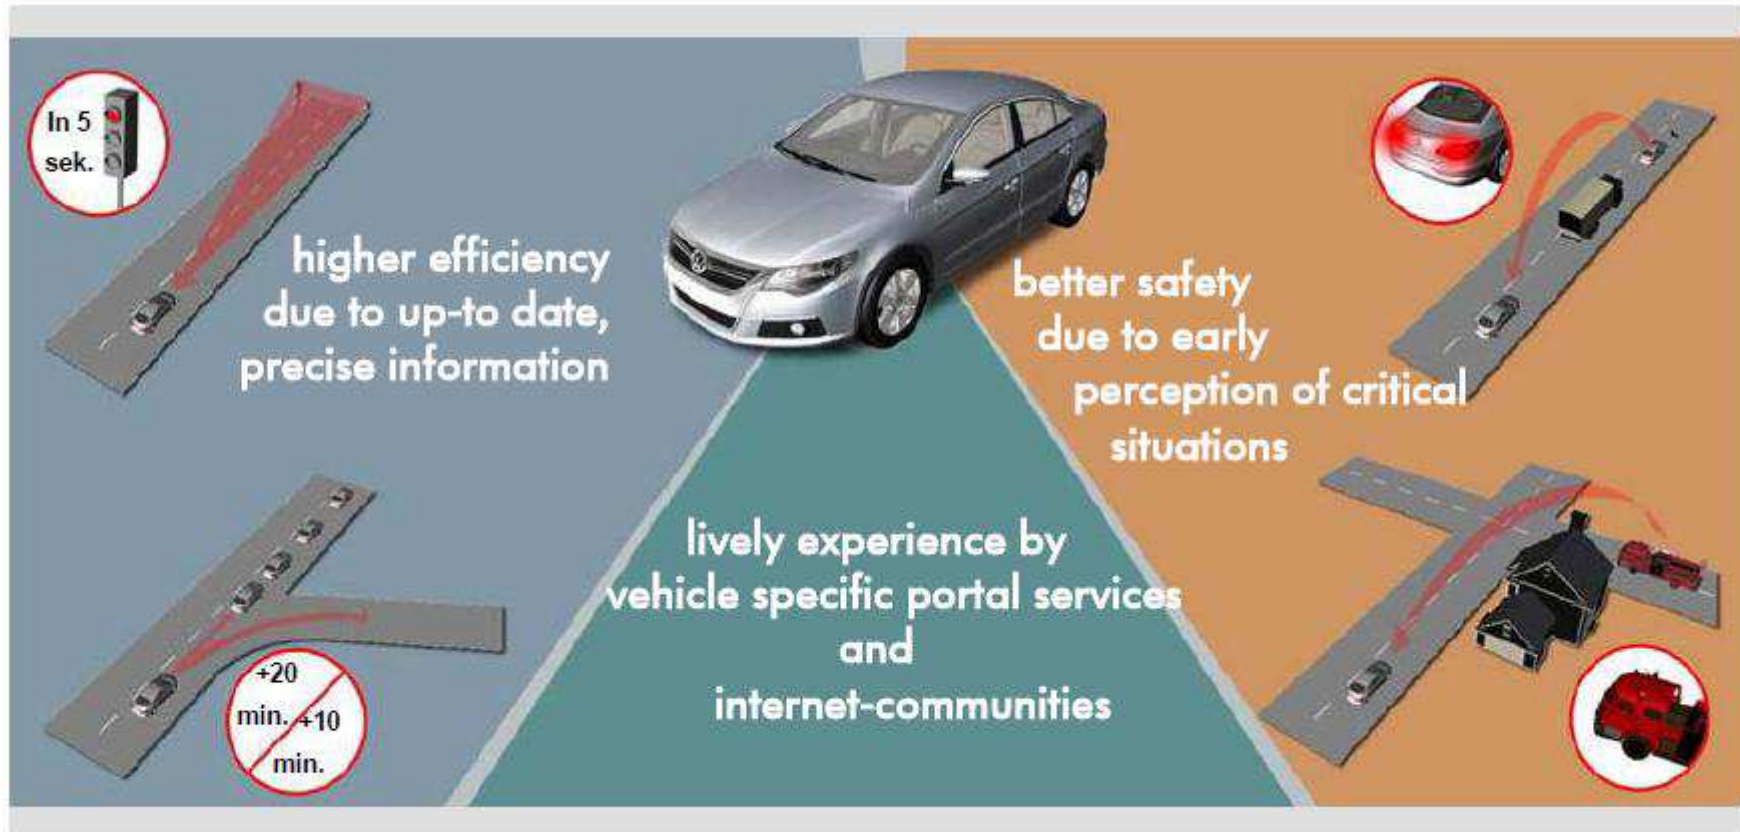 In 5
sek.
higher efficiency
due to up-to date,
precise information
+20
min.
+10
min.
better safety
due to early
perception of critical
situations
lively experience by
vehicle specific portal services
and
internet-communities